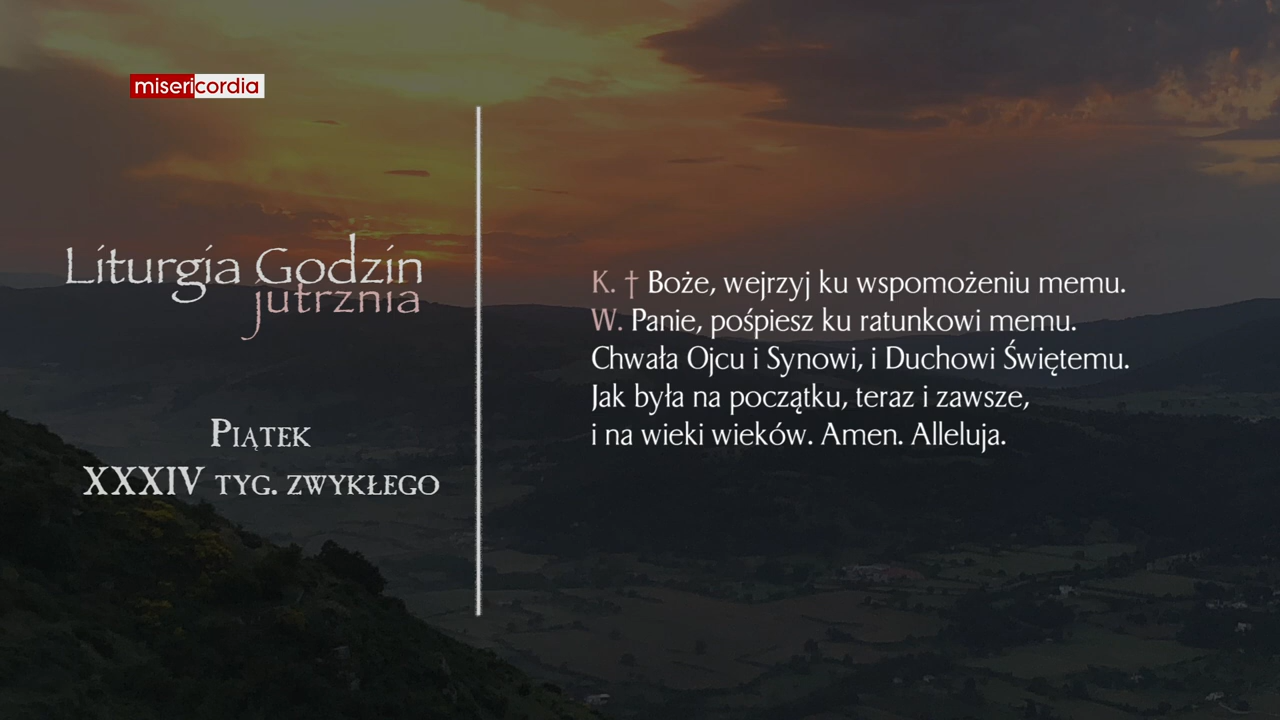 misericordia
Liturgia Godzin
jutrznia
Piątek
XXXIV tyg. zwykłego
K. † Boże, wejrzyj ku wspomożeniu memu.
W. Panie, pośpiesz ku ratunkowi memu.
Chwała Ojcu i Synowi, i Duchowi Świętemu.
Jak była na początku, teraz i zawsze,
i na wieki wieków. Amen. Alleluja.